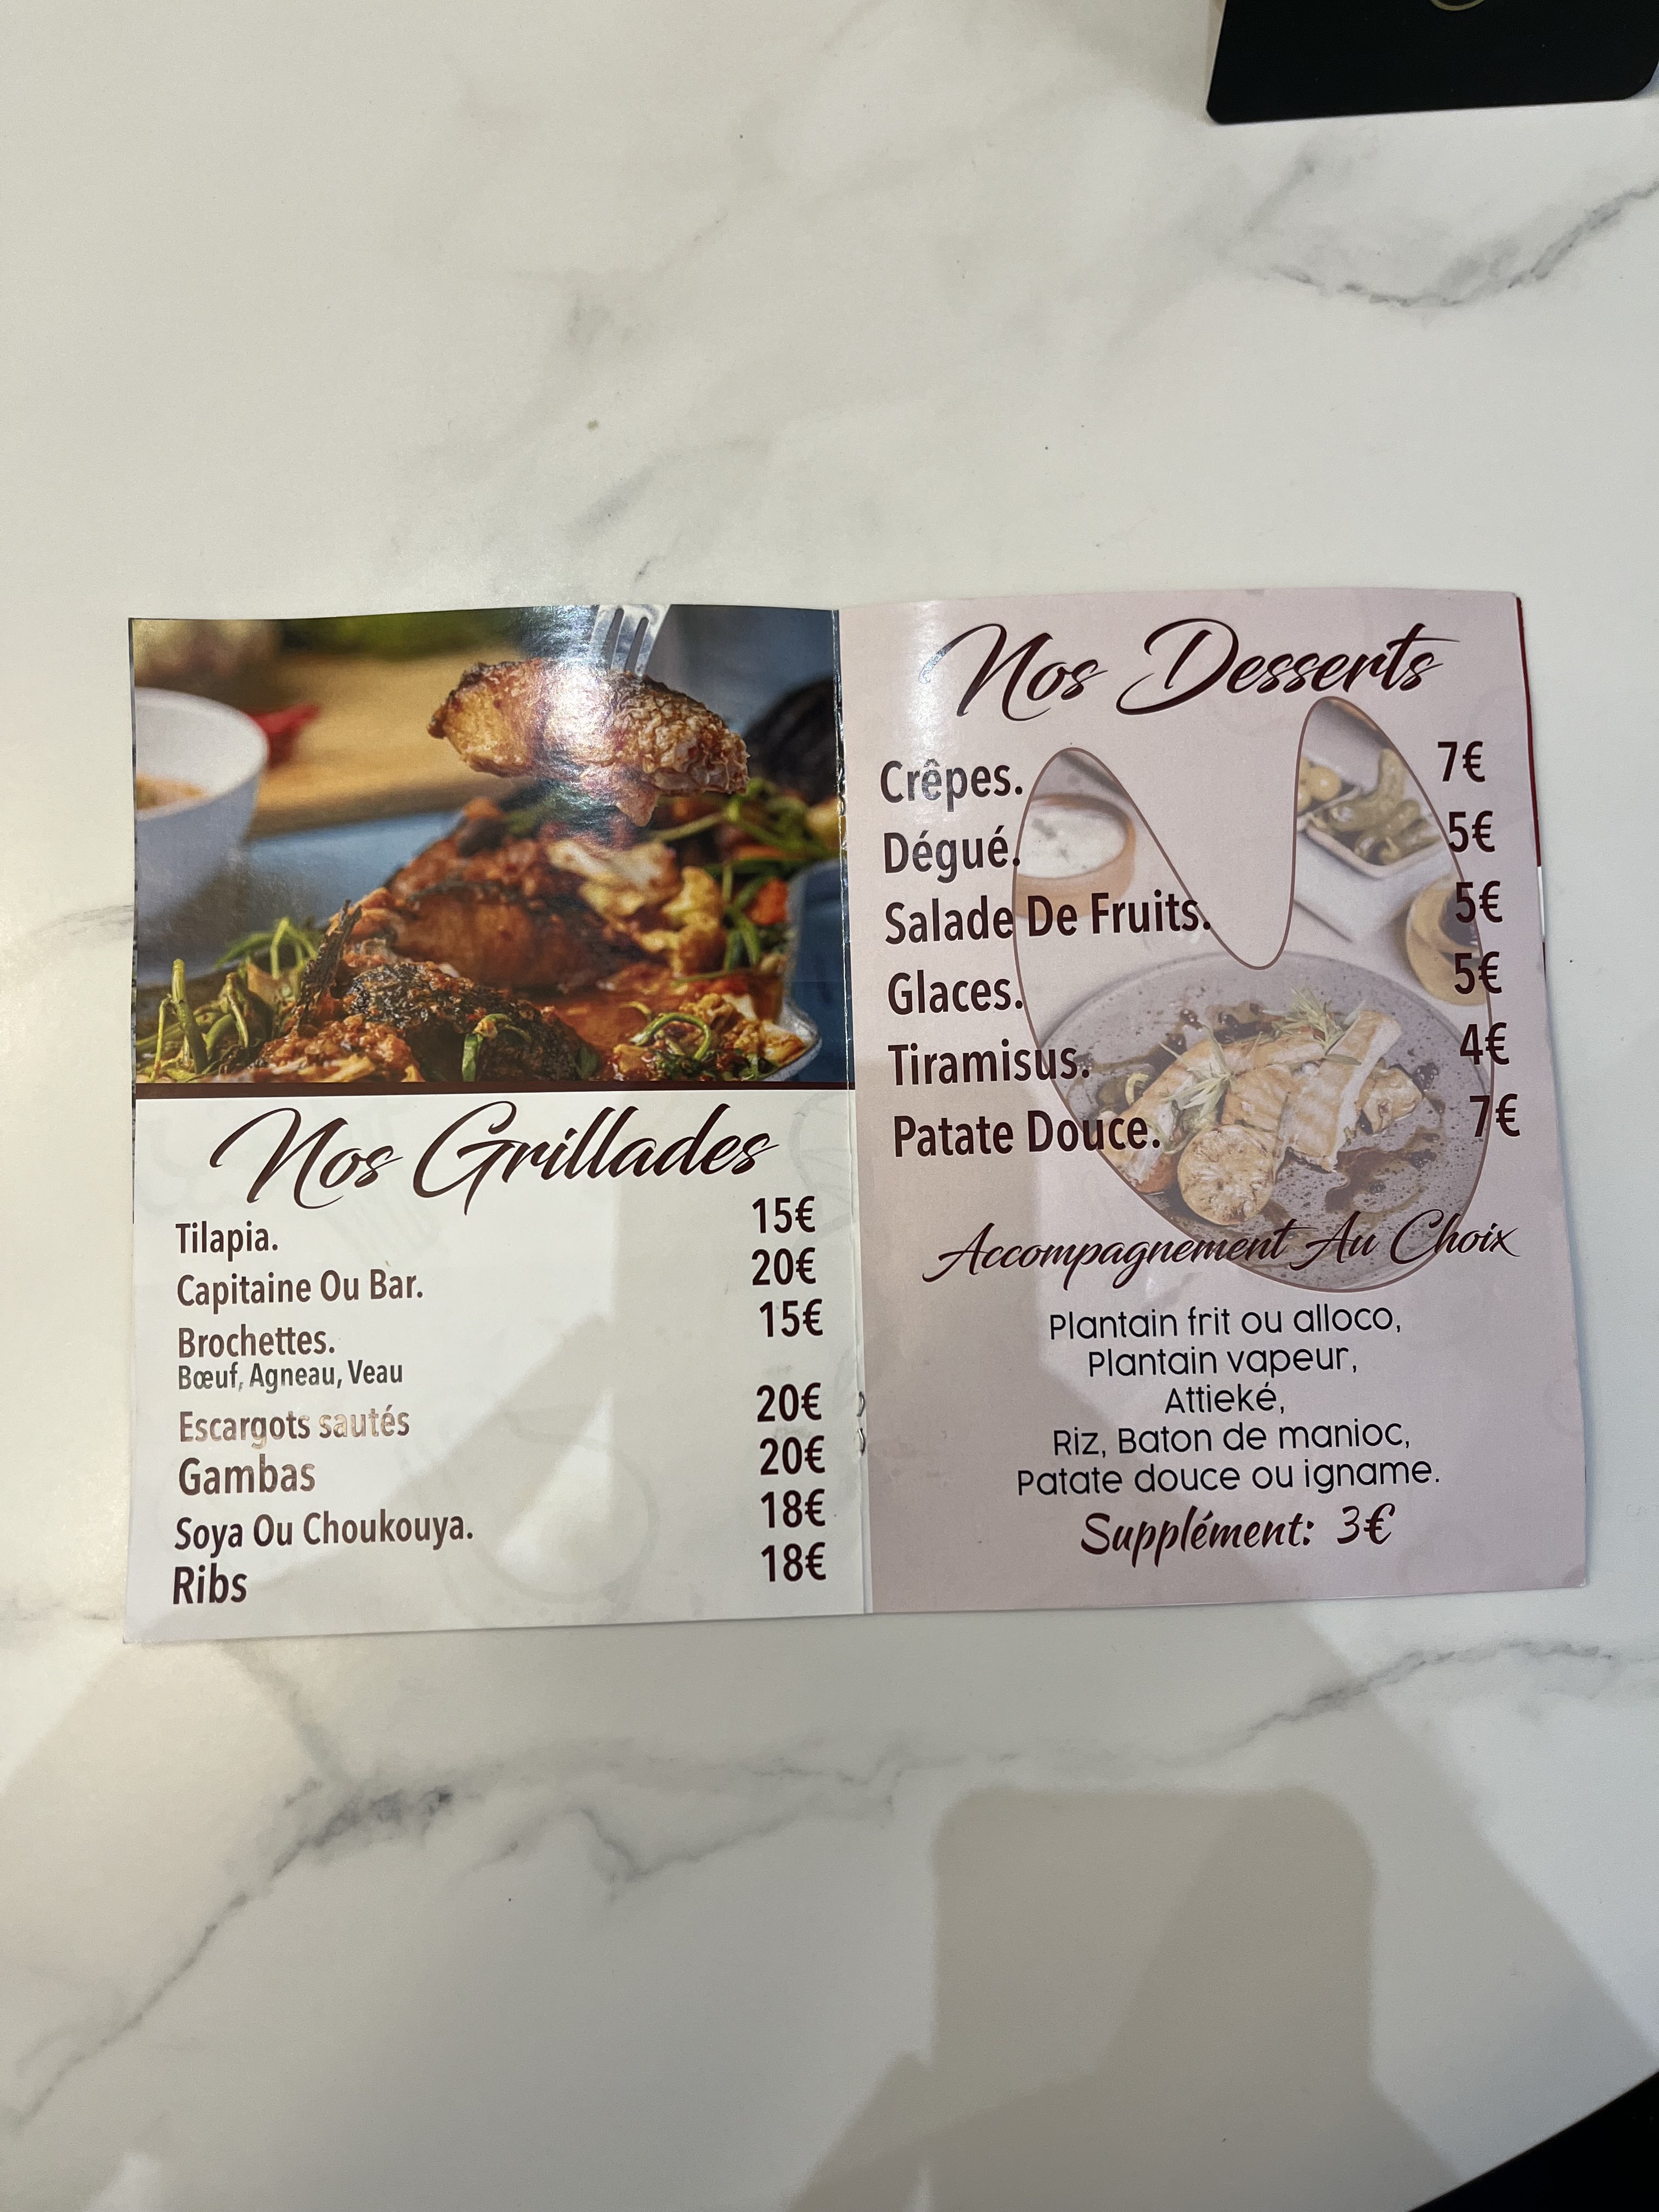 Nos Grillades
Tilapia. 15€
Capitaine Ou Bar. 20€
Brochettes. 15€
Bœuf, Agneau, Veau
Escargots sautés 20€
Gambas 20€
Soya Ou Choukouya. 18€
Ribs 18€
Nos Desserts
Crêpes. 7€
Dégué. 5€
Salade De Fruits. 5€
Glaces. 5€
Tiramisus. 4€
Patate Douce. 7€
Accompagnement Au Choix
Plantain frit ou alloco,
Plantain vapeur,
Attieké,
Riz, Baton de manioc,
Patate douce ou igname.
Supplément: 3€